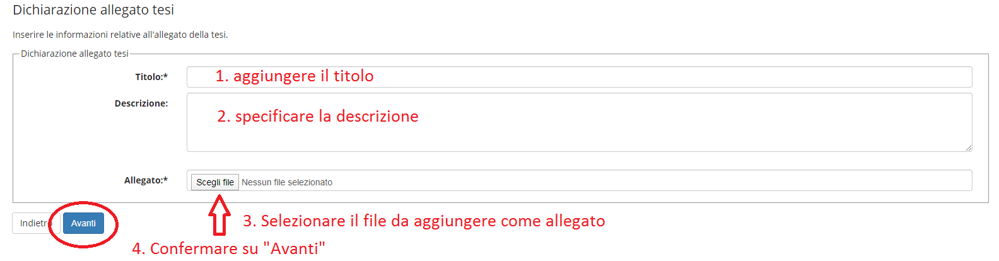 Dichiarazione allegato tesi
Inserire le informazioni relative all'allegato della tesi.
Dichiarazione allegato tesi
Titolo:* 1. aggiungere il titolo
Descrizione: 2. specificare la descrizione
Allegato:* Scegli file Nessun file selezionato
Indietro Avanti 3. Selezionare il file da aggiungere come allegato
4. Confermare su "Avanti"